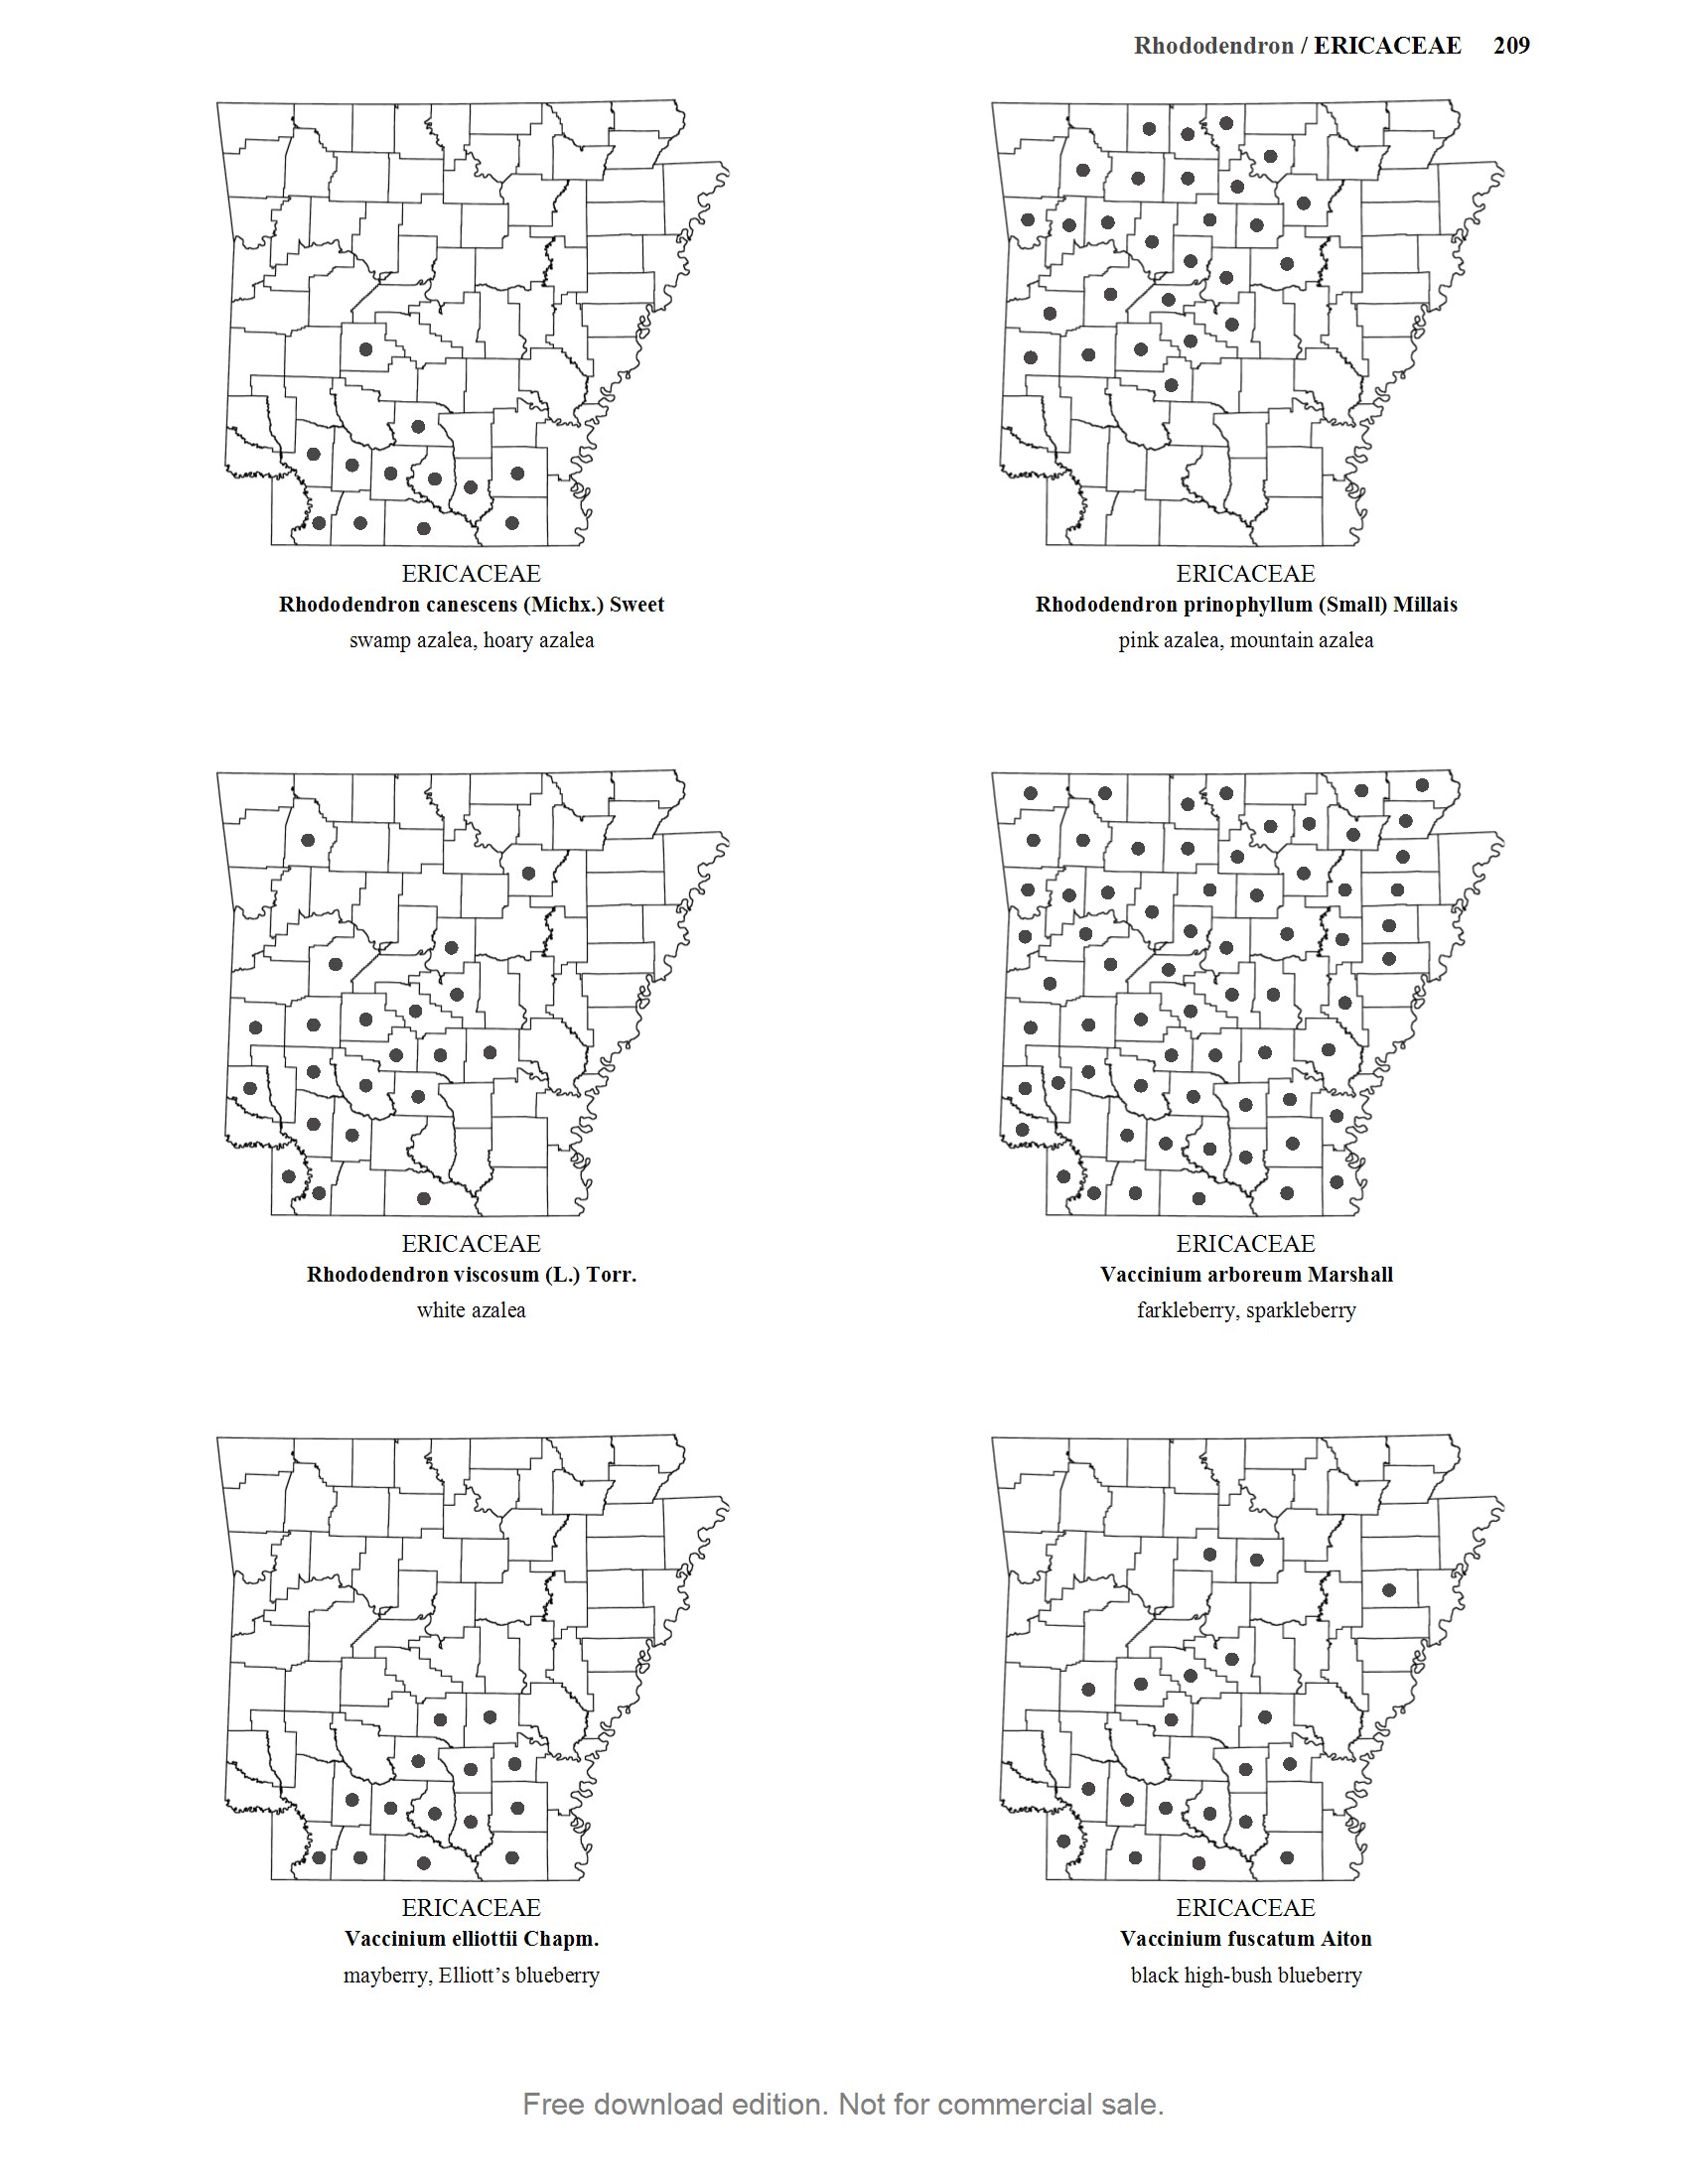 Rhododendron / ERICACEAE 209
ERICACEAE
Rhododendron canescens (Michx.) Sweet
swamp azalea, hoary azalea
ERICACEAE
Rhododendron prinophyllum (Small) Millais
pink azalea, mountain azalea
ERICACEAE
Rhododendron viscosum (L.) Torr.
white azalea
ERICACEAE
Vaccinium arboreum Marshall
farkleberry, sparkleberry
ERICACEAE
Vaccinium elliottii Chapm.
mayberry, Elliott’s blueberry
ERICACEAE
Vaccinium fuscatum Aiton
black high-bush blueberry
Free download edition. Not for commercial sale.